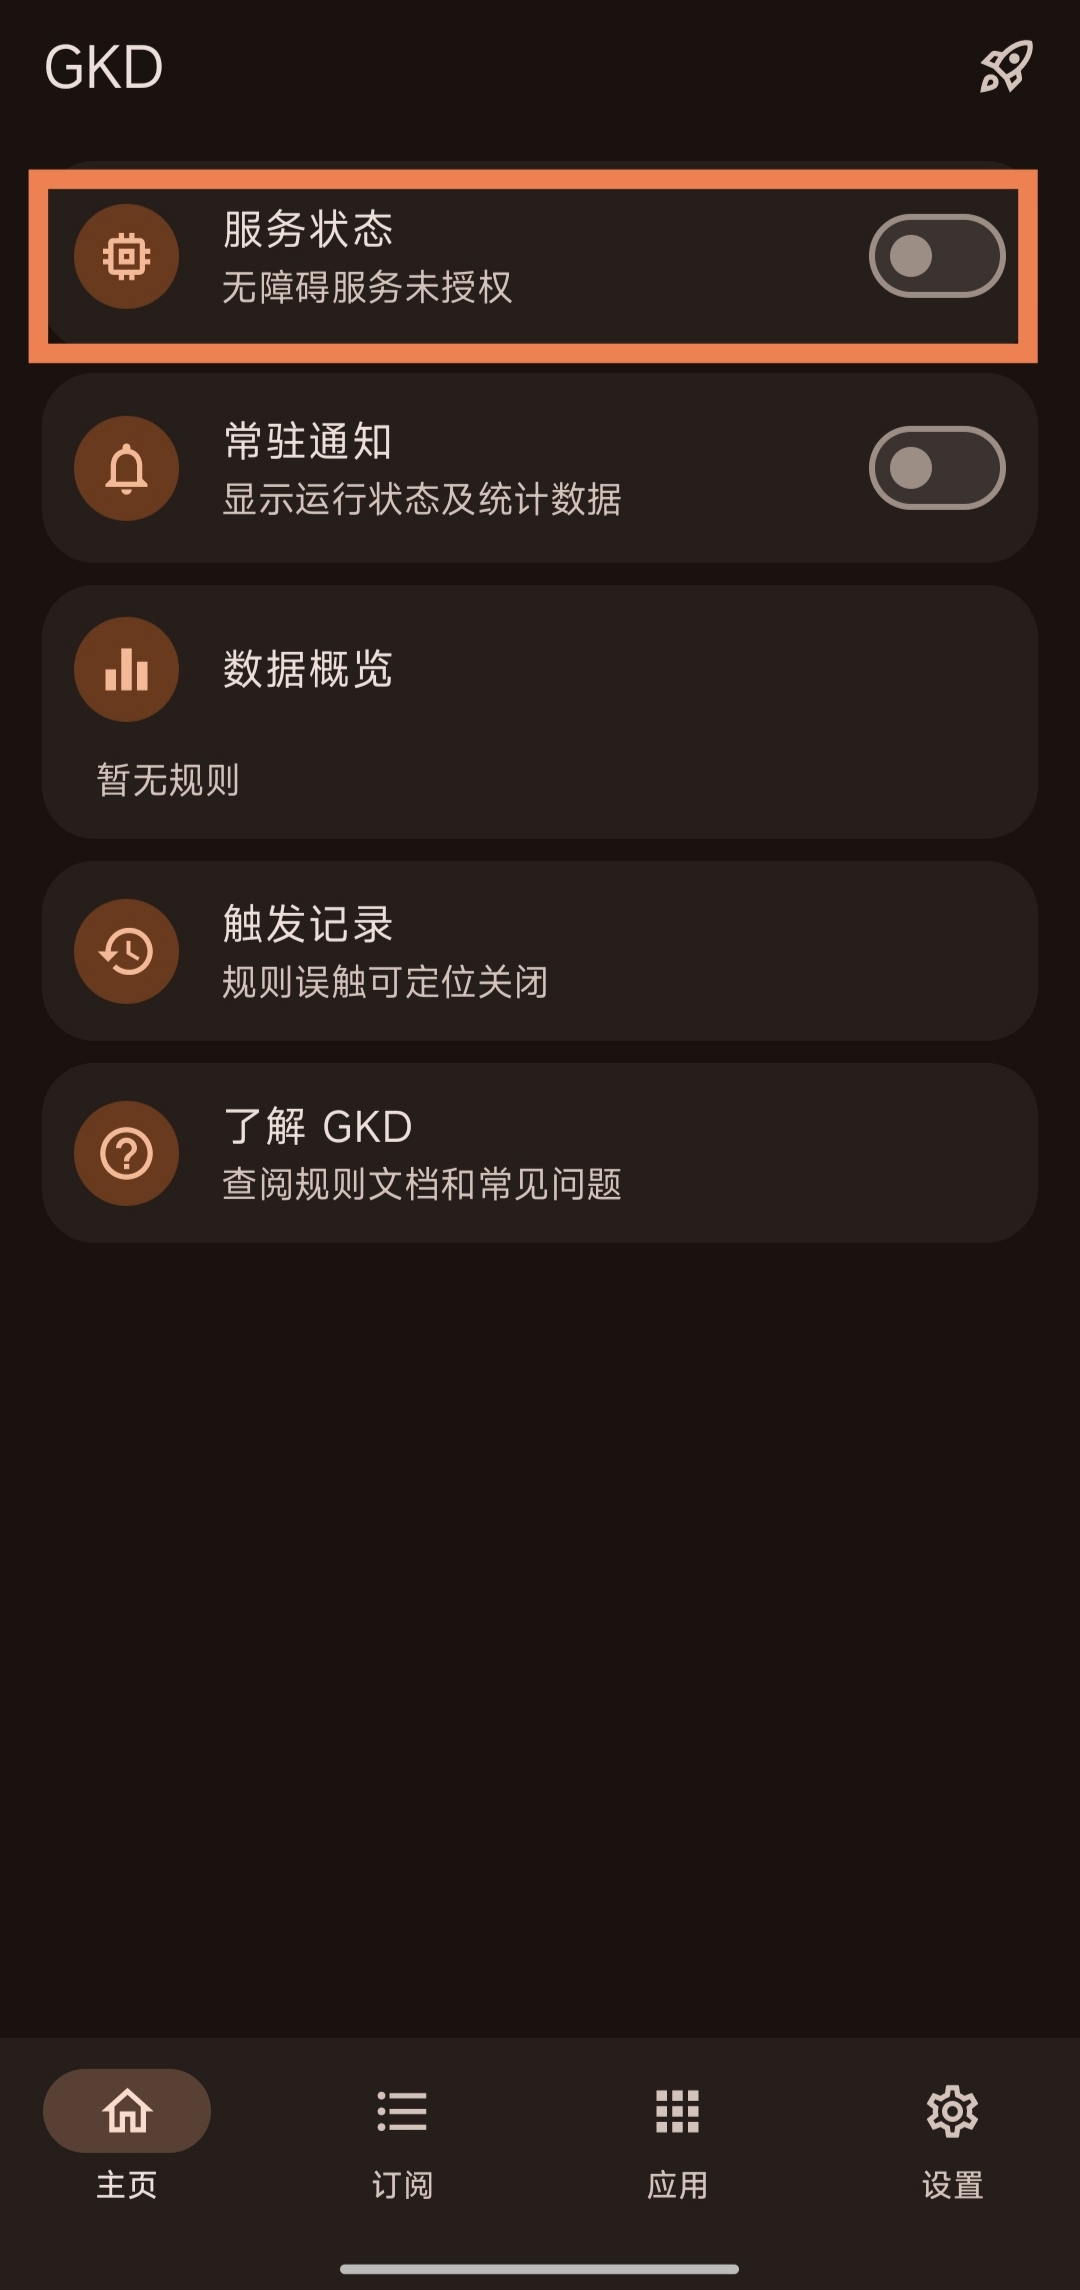 GKD
服务状态
无障碍服务未授权
常驻通知
显示运行状态及统计数据
数据概览
暂无规则
触发记录
规则误触可定位关闭
了解 GKD
查阅规则文档和常见问题
主页
订阅
应用
设置